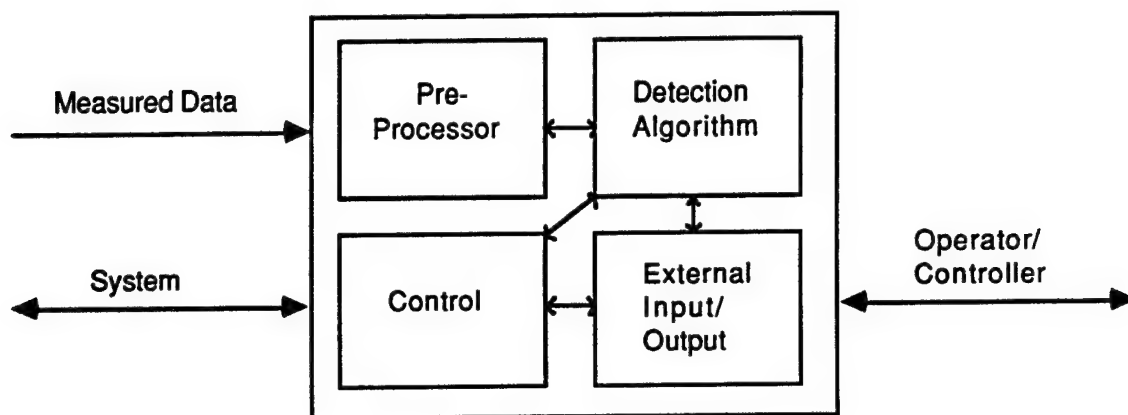 Measured Data
Pre-
Processor
Detection
Algorithm
System
Control
External
Input/
Output
Operator/
Controller